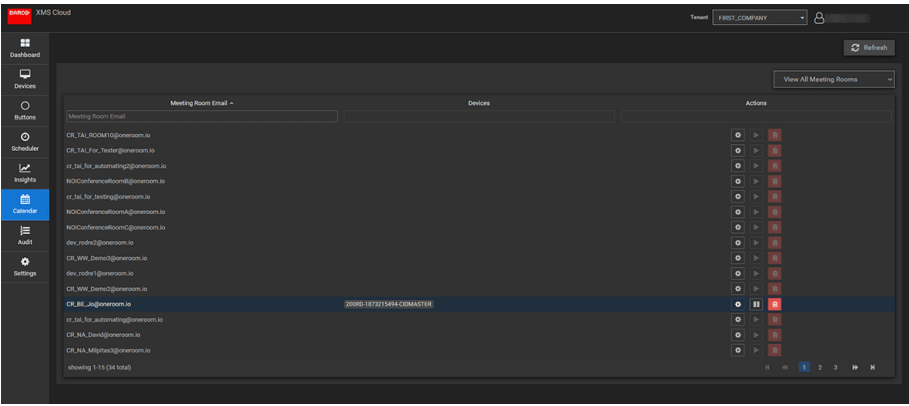 BARCO XMS Cloud
Tenant FIRST_COMPANY
Dashboard
Refresh
Devices
View All Meeting Rooms
Meeting Room Email Devices Actions
Buttons
Meeting Room Email
CR_TAI_ROOM10@oneroom.io
Scheduler
CR_TAI_For_Tester@oneroom.io
cr_tai_for_automating2@oneroom.io
Insights
NOIConferenceRoomB@oneroom.io
cr_tai_for_testing@oneroom.io
Calendar
NOIConferenceRoomA@oneroom.io
NOIConferenceRoomC@oneroom.io
Audit
dev_rodre2@oneroom.io
CR_WW_Demo3@oneroom.io
Settings
dev_rodre1@oneroom.io
CR_WW_Demo2@oneroom.io
CR_BE_Jo@oneroom.io 200RD-1873215494-CIDMASTER
cr_tai_for_automating@oneroom.io
CR_NA_David@oneroom.io
CR_NA_Milpitas3@oneroom.io
showing 1-15 (34 total) 1 2 3